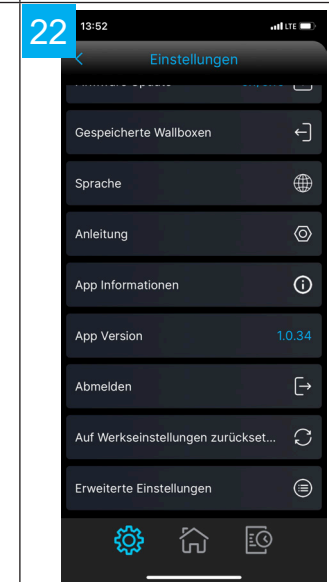 22
13:52
LTE
Einstellungen
Gespeicherte Wallboxen
Sprache
Anleitung
App Informationen
App Version 1.0.34
Abmelden
Auf Werkseinstellungen zurückset...
Erweiterte Einstellungen